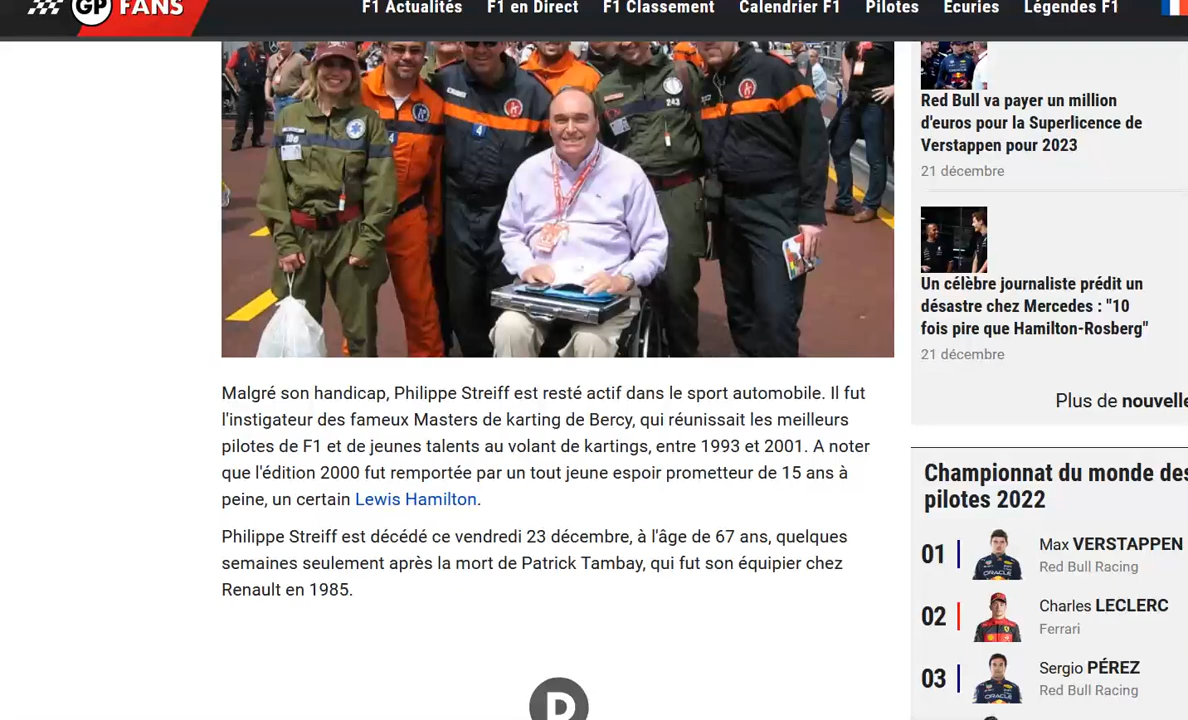 GP FANS
F1 Actualités F1 en Direct F1 Classement Calendrier F1 Pilotes Ecuries Légendes F1
Malgré son handicap, Philippe Streiff est resté actif dans le sport automobile. Il fut
l'instigateur des fameux Masters de karting de Bercy, qui réunissait les meilleurs
pilotes de F1 et de jeunes talents au volant de kartings, entre 1993 et 2001. A noter
que l'édition 2000 fut remportée par un tout jeune espoir prometteur de 15 ans à
peine, un certain Lewis Hamilton.
Philippe Streiff est décédé ce vendredi 23 décembre, à l'âge de 67 ans, quelques
semaines seulement après la mort de Patrick Tambay, qui fut son équipier chez
Renault en 1985.
Red Bull va payer un million
d'euros pour la Superlicence de
Verstappen pour 2023
21 décembre
Un célèbre journaliste prédit un
désastre chez Mercedes : "10
fois pire que Hamilton-Rosberg"
21 décembre
Plus de nouvelle
Championnat du monde des
pilotes 2022
01 Max VERSTAPPEN
Red Bull Racing
02 Charles LECLERC
Ferrari
03 Sergio PÉREZ
Red Bull Racing